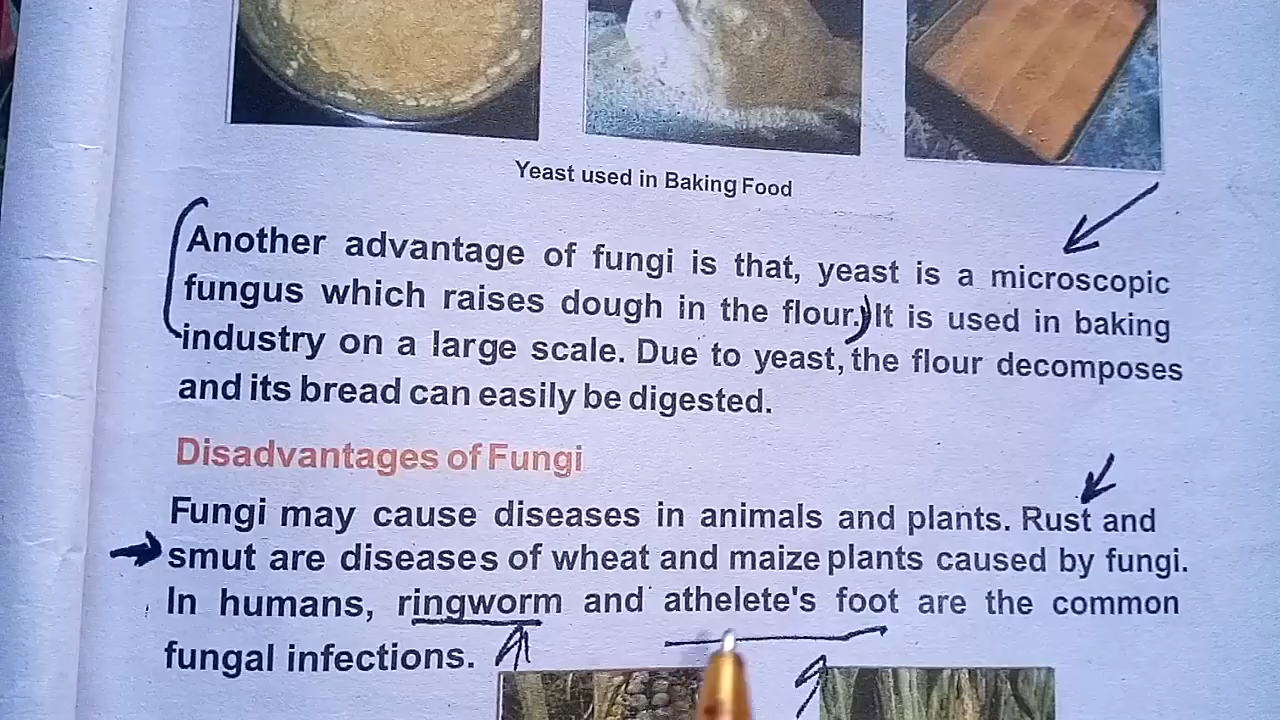 Yeast used in Baking Food
Another advantage of fungi is that, yeast is a microscopic
fungus which raises dough in the flour. It is used in baking
industry on a large scale. Due to yeast, the flour decomposes
and its bread can easily be digested.
Disadvantages of Fungi
Fungi may cause diseases in animals and plants. Rust and
smut are diseases of wheat and maize plants caused by fungi.
In humans, ringworm and athelete's foot are the common
fungal infections.